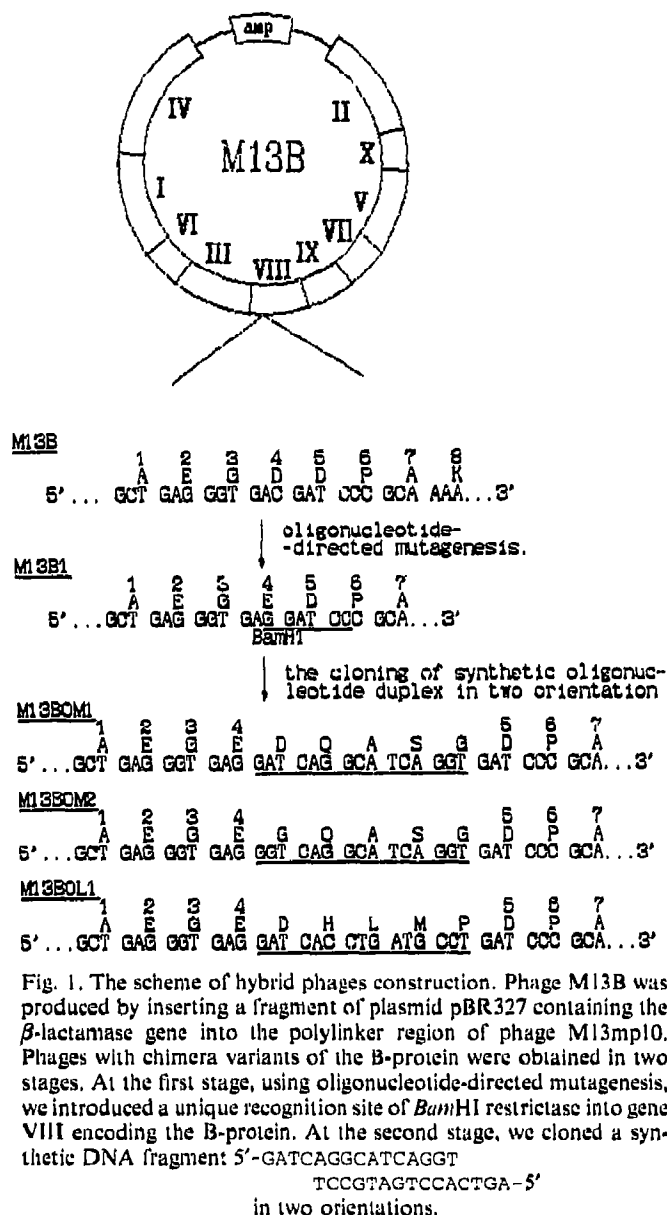 amp
IV
II
M13B
X
I
V
VI
VII
III
IX
VIII
M13B
1 2 3 4 5 6 7 8
A E G D D P A K
5'... GCT GAG GGT GAC GAT CCC GCA AAA...3'
oligonucleotide-
-directed mutagenesis.
M13B1
1 2 3 4 5 6 7
A E G E D P A
5'...GCT GAG GGT GAG GAT CCC GCA...3'
BamH1
the cloning of synthetic oligonuc-
leotide duplex in two orientation
M13BOM1
1 2 3 4 5 6 7
A E G E D Q A S G D P A
5'...GCT GAG GGT GAG GAT CAG GCA TCA GGT GAT CCC GCA...3'
M13BOM2
1 2 3 4 5 6 7
A E G E G Q A S G D P A
5'...GCT GAG GGT GAG GGT CAG GCA TCA GGT GAT CCC GCA...3'
M13BOL1
1 2 3 4 5 6 7
A E G E D H L M P D P A
5'...GCT GAG GGT GAG GAT CAC CTG ATG CCT GAT CCC GCA...3'
Fig. 1. The scheme of hybrid phages construction. Phage M13B was
produced by inserting a fragment of plasmid pBR327 containing the
β-lactamase gene into the polylinker region of phage M13mp10.
Phages with chimera variants of the B-protein were obtained in two
stages. At the first stage, using oligonucleotide-directed mutagenesis,
we introduced a unique recognition site of BamHI restrictase into gene
VIII encoding the B-protein. At the second stage, we cloned a syn-
thetic DNA fragment 5'-GATCAGGCATCAGGT
TCCGTAGTCCACTGA-5'
in two orientations.